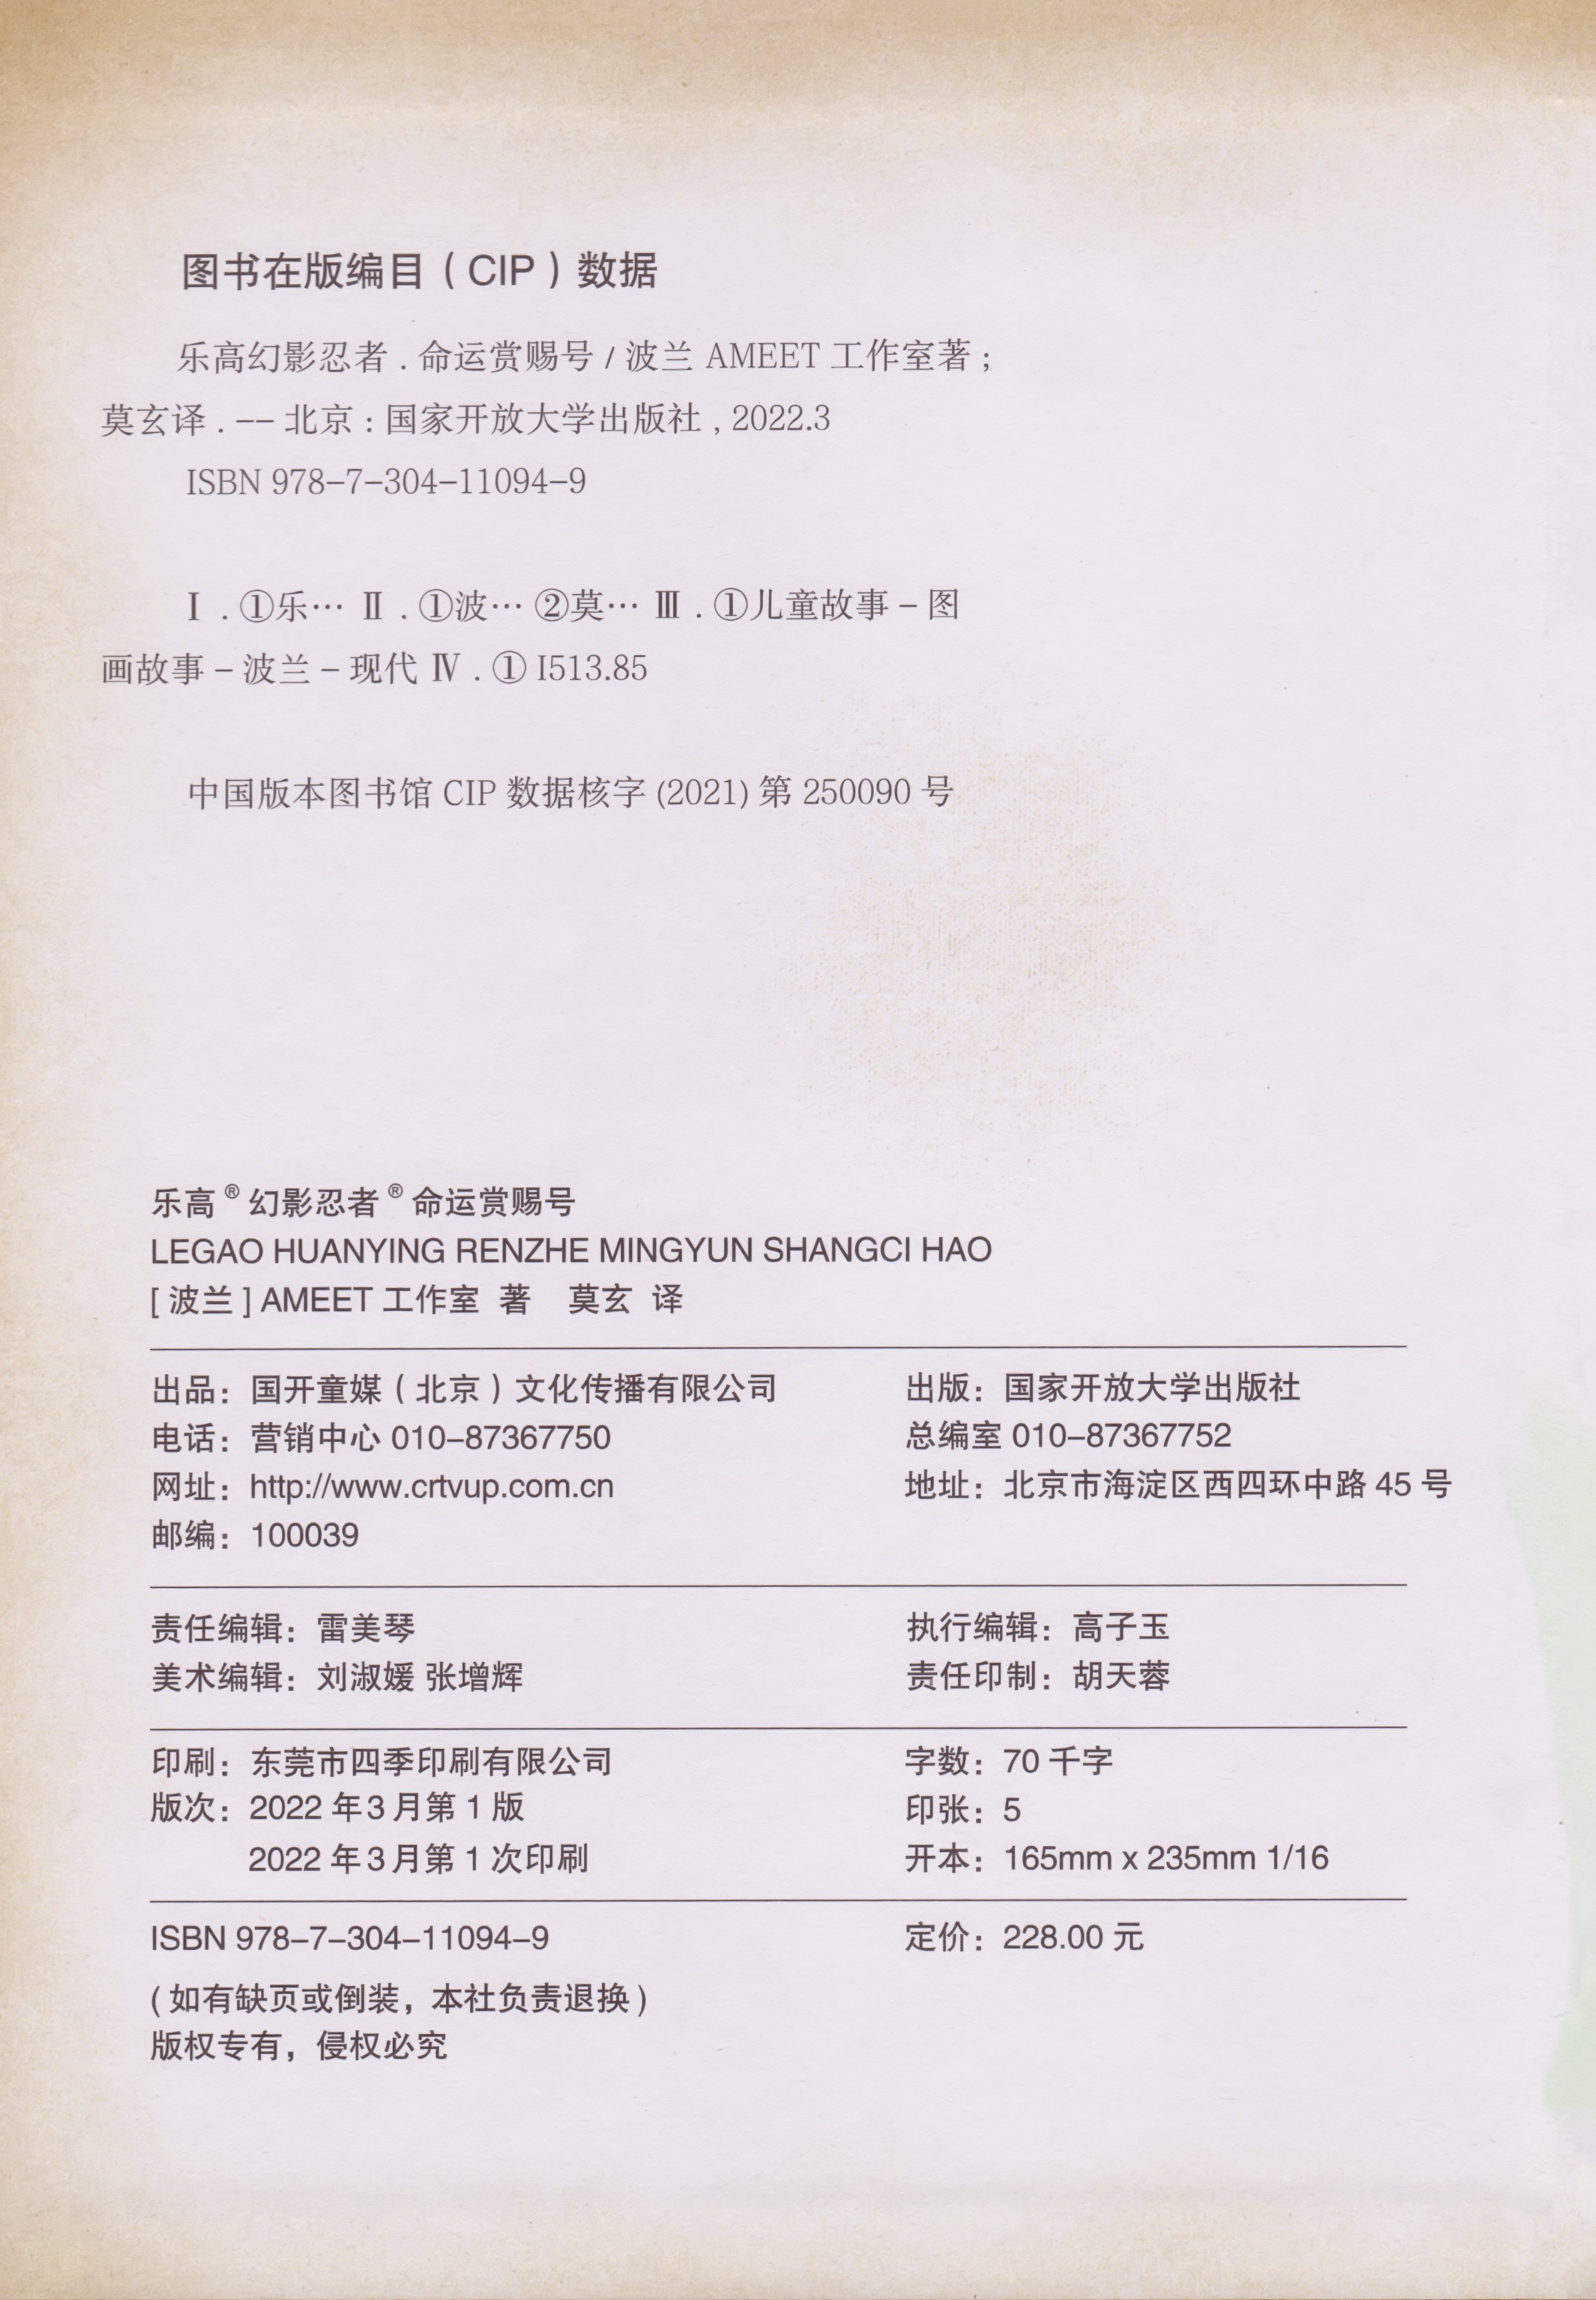 图书在版编目（CIP）数据
乐高幻影忍者 . 命运赏赐号 / 波兰 AMEET 工作室著 ;
莫玄译 . -- 北京 : 国家开放大学出版社 , 2022.3
ISBN 978-7-304-11094-9
Ⅰ . ①乐… Ⅱ . ①波… ②莫… Ⅲ . ①儿童故事 – 图
画故事 – 波兰 – 现代 Ⅳ . ① I513.85
中国版本图书馆 CIP 数据核字 (2021) 第 250090 号
乐高®幻影忍者®命运赏赐号
LEGAO HUANYING RENZHE MINGYUN SHANGCI HAO
[ 波兰 ] AMEET 工作室 著 莫玄 译
出品：国开童媒（北京）文化传播有限公司 出版：国家开放大学出版社
电话：营销中心 010–87367750 总编室 010–87367752
网址：http://www.crtvup.com.cn 地址：北京市海淀区西四环中路 45 号
邮编：100039
责任编辑：雷美琴 执行编辑：高子玉
美术编辑：刘淑媛 张增辉 责任印制：胡天蓉
印刷：东莞市四季印刷有限公司 字数：70 千字
版次：2022 年 3 月第 1 版 印张：5
2022 年 3 月第 1 次印刷 开本：165mm x 235mm 1/16
ISBN 978–7–304–11094–9 定价：228.00 元
（如有缺页或倒装，本社负责退换）
版权专有，侵权必究